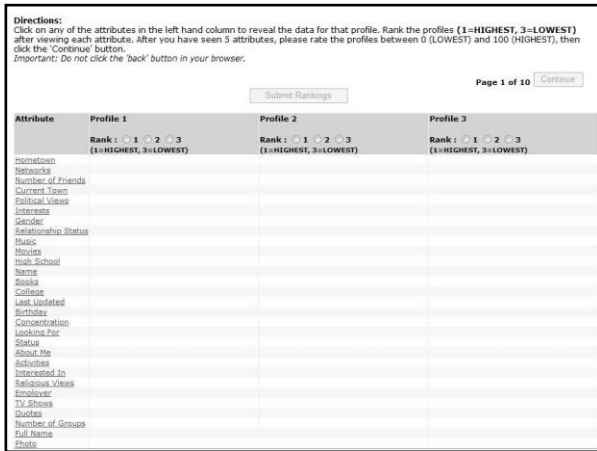 Directions:
Click on any of the attributes in the left hand column to reveal the data for that profile. Rank the profiles (1=HIGHEST, 3=LOWEST)
after viewing each attribute. After you have seen 5 attributes, please rate the profiles between 0 (LOWEST) and 100 (HIGHEST), then
click the 'Continue' button.
Important: Do not click the 'back' button in your browser.
Page 1 of 10 Continue
Submit Rankings
Attribute Profile 1 Profile 2 Profile 3
Rank : 1 2 3 Rank : 1 2 3 Rank : 1 2 3
(1=HIGHEST, 3=LOWEST) (1=HIGHEST, 3=LOWEST) (1=HIGHEST, 3=LOWEST)
Hometown
Networks
Number of Friends
Current Town
Political Views
Interests
Gender
Relationship Status
Music
Movies
High School
Name
Books
College
Last Updated
Birthday
Concentration
Looking For
Status
About Me
Activities
Interested In
Religious Views
Employer
TV Shows
Quotes
Number of Groups
Full Name
Photo